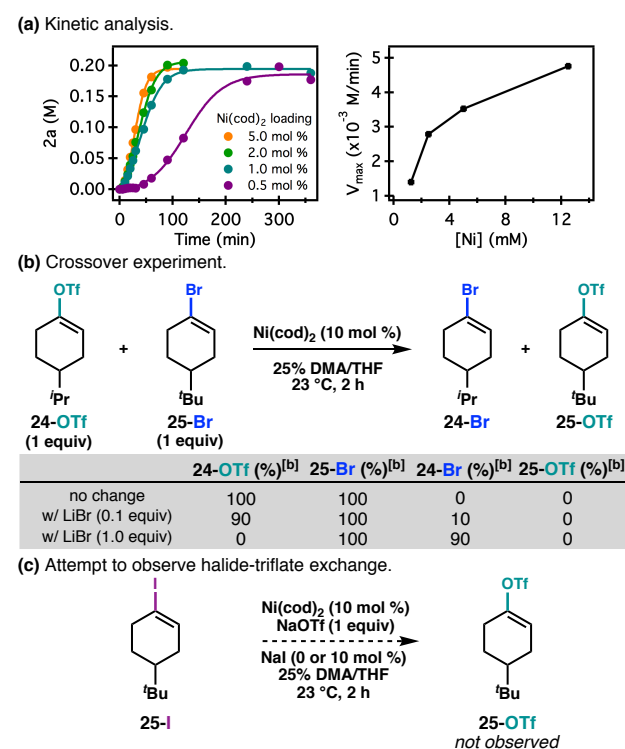 (a) Kinetic analysis.
0.20
0.15
0.10
0.05
0.00
2a (M)
Ni(cod)2 loading
5.0 mol %
2.0 mol %
1.0 mol %
0.5 mol %
0 100 200 300
Time (min)
5
4
3
2
1
Vmax (x10⁻³ M/min)
0 4 8 12
[Ni] (mM)
(b) Crossover experiment.
OTf
iPr
24-OTf
(1 equiv)
+
Br
tBu
25-Br
(1 equiv)
Ni(cod)2 (10 mol %)
25% DMA/THF
23 °C, 2 h
Br
iPr
24-Br
+
OTf
tBu
25-OTf
24-OTf (%)[b] 25-Br (%)[b] 24-Br (%)[b] 25-OTf (%)[b]
no change 100 100 0 0
w/ LiBr (0.1 equiv) 90 100 10 0
w/ LiBr (1.0 equiv) 0 100 90 0
(c) Attempt to observe halide-triflate exchange.
I
tBu
25-I
Ni(cod)2 (10 mol %)
NaOTf (1 equiv)
NaI (0 or 10 mol %)
25% DMA/THF
23 °C, 2 h
OTf
tBu
25-OTf
not observed